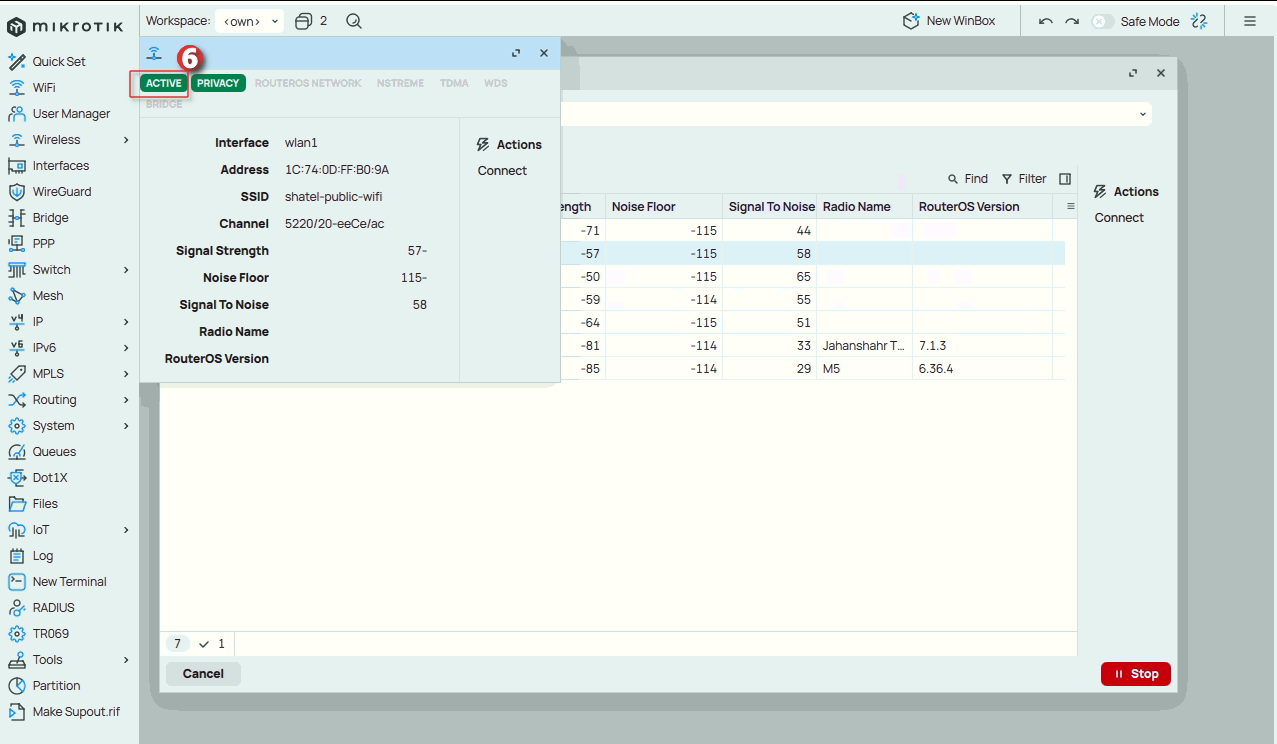 mikrotik
Workspace: <own> 2
New WinBox
Safe Mode
Quick Set
WiFi
User Manager
Wireless
Interfaces
WireGuard
Bridge
PPP
Switch
Mesh
IP
IPv6
MPLS
Routing
System
Queues
Dot1X
Files
IoT
Log
New Terminal
RADIUS
TR069
Tools
Partition
Make Supout.rif
6
ACTIVE PRIVACY ROUTEROS NETWORK NSTREME TDMA WDS
BRIDGE
Interface wlan1
Address 1C:74:0D:FF:B0:9A
SSID shatel-public-wifi
Channel 5220/20-eeCe/ac
Signal Strength 57-
Noise Floor 115-
Signal To Noise 58
Radio Name
RouterOS Version
Actions
Connect
Find Filter
ength Noise Floor Signal To Noise Radio Name RouterOS Version
-71 -115 44
-57 -115 58
-50 -115 65
-59 -114 55
-64 -115 51
-81 -114 33 Jahanshahr T... 7.1.3
-85 -114 29 M5 6.36.4
Actions
Connect
7 1
Cancel
Stop